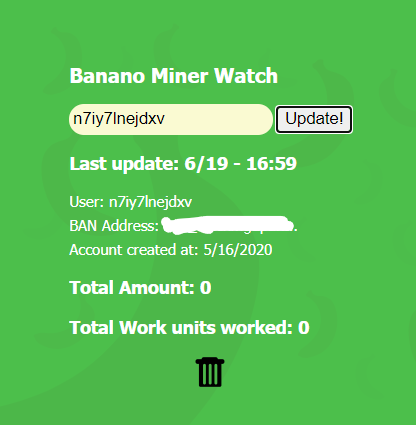 Banano Miner Watch
n7iy7lnejdxv Update!
Last update: 6/19 - 16:59
User: n7iy7lnejdxv
BAN Address:
Account created at: 5/16/2020
Total Amount: 0
Total Work units worked: 0